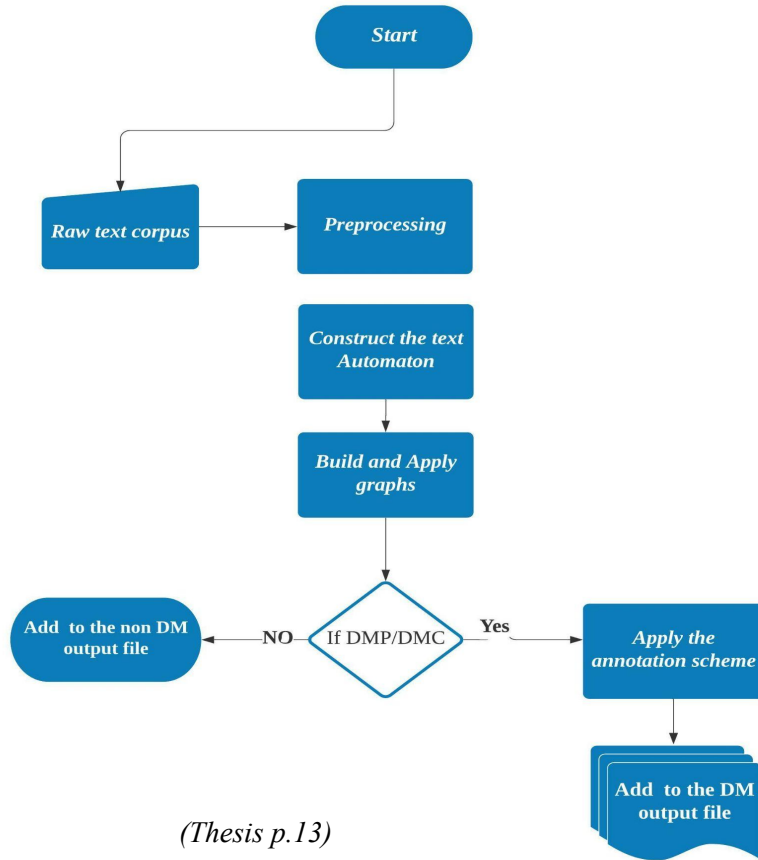 Start
Raw text corpus
Preprocessing
Construct the text
Automaton
Build and Apply
graphs
If DMP/DMC
NO
Yes
Add to the non DM
output file
Apply the
annotation scheme
Add to the DM
output file
(Thesis p.13)